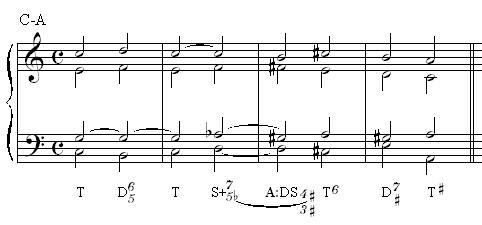 C-A
T D6/5 T S+7/5♭ A:DS4♯/3♯ T6 D7/♯ T♯